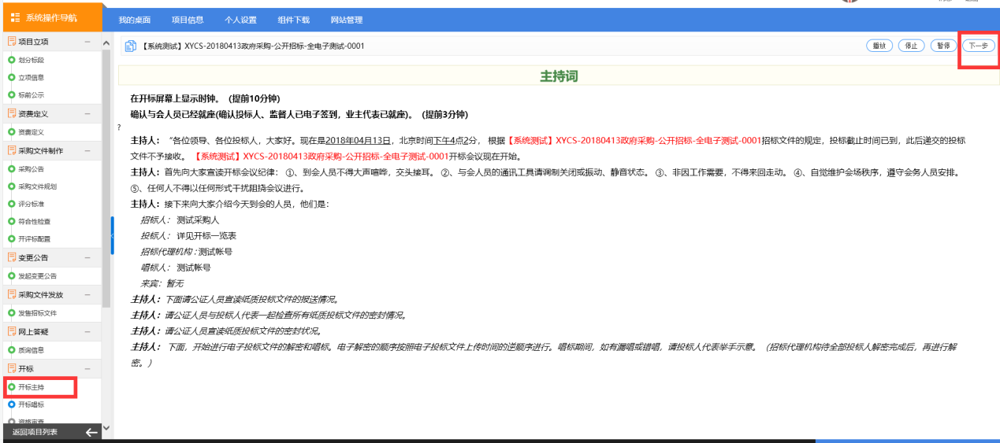 系统操作导航
我的桌面 项目信息 个人设置 组件下载 网站管理
项目立项
划分标段
立项信息
标前公示
资费定义
资费定义
采购文件制作
采购公告
采购文件规划
评分标准
符合性检查
开评标配置
变更公告
发起变更公告
采购文件发放
发售招标文件
网上答疑
质询信息
开标
开标主持
开标唱标
资格审查
返回项目列表
【系统测试】XYCS-20180413政府采购-公开招标-全电子测试-0001
播放 停止 暂停 下一步
主持词
在开标屏幕上显示时钟。（提前10分钟）
确认与会人员已经就座(确认投标人、监督人已电子签到，业主代表已就座)。（提前3分钟）
?
主持人：“各位领导、各位投标人，大家好。现在是2018年04月13日，北京时间下午4点2分， 根据【系统测试】XYCS-20180413政府采购-公开招标-全电子测试-0001招标文件的规定，投标截止时间已到，此后递交的投标
文件不予接收。【系统测试】XYCS-20180413政府采购-公开招标-全电子测试-0001开标会议现在开始。
主持人：首先向大家宣读开标会议纪律： ①、到会人员不得大声喧哗，交头接耳。 ②、与会人员的通讯工具请调制关闭或振动、静音状态。 ③、非因工作需要，不得来回走动。 ④、自觉维护会场秩序，遵守会务人员安排。
⑤、任何人不得以任何形式干扰阻挠会议进行。
主持人：接下来向大家介绍今天到会的人员，他们是：
招标人： 测试采购人
投标人： 详见开标一览表
招标代理机构：测试帐号
唱标人： 测试帐号
来宾：暂无
主持人：下面请公证人员宣读纸质投标文件的报送情况。
主持人：请公证人员与投标人代表一起检查所有纸质投标文件的密封情况。
主持人：请公证人员宣读纸质投标文件的密封状况。
主持人： 下面，开始进行电子投标文件的解密和唱标。电子解密的顺序按照电子投标文件上传时间的逆顺序进行。唱标期间，如有漏唱或错唱，请投标人代表举手示意。（招标代理机构待全部投标人解密完成后，再进行解
密。）